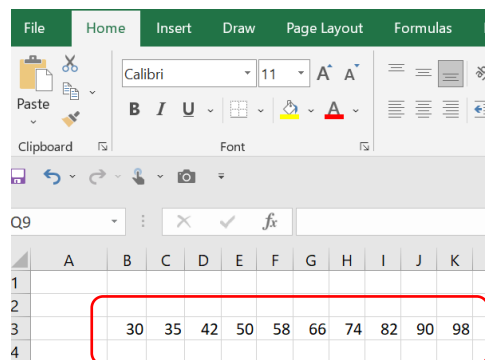 File Home Insert Draw Page Layout Formulas
Calibri 11 A A
Paste B I U A
Clipboard Font
Q9 fx
A B C D E F G H I J K
1
2
3 30 35 42 50 58 66 74 82 90 98
4